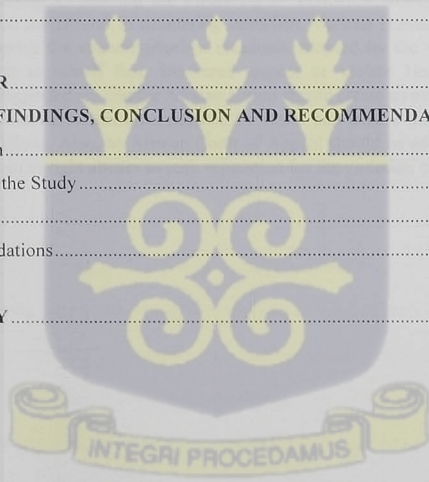 R
FINDINGS, CONCLUSION AND RECOMMENDA
n
the Study
dations
Y
INTEGRI PROCEDAMUS